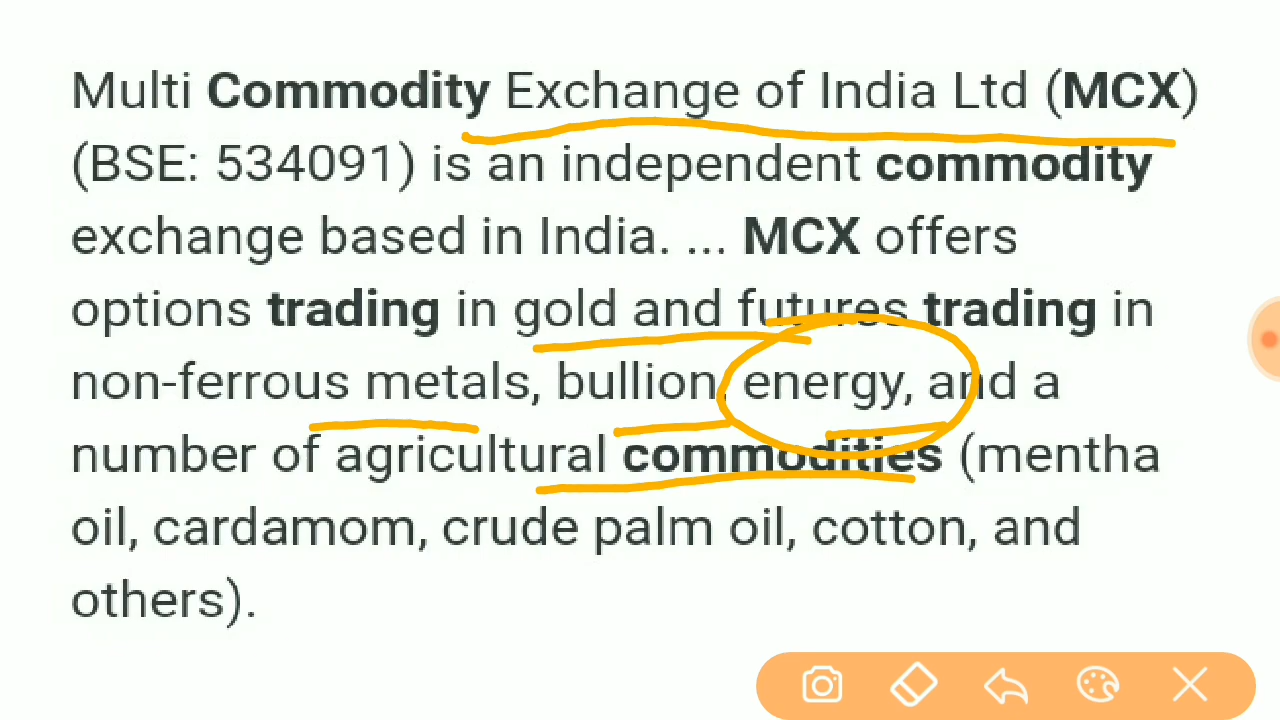 Multi Commodity Exchange of India Ltd (MCX)
(BSE: 534091) is an independent commodity
exchange based in India. ... MCX offers
options trading in gold and futures trading in
non-ferrous metals, bullion, energy, and a
number of agricultural commodities (mentha
oil, cardamom, crude palm oil, cotton, and
others).